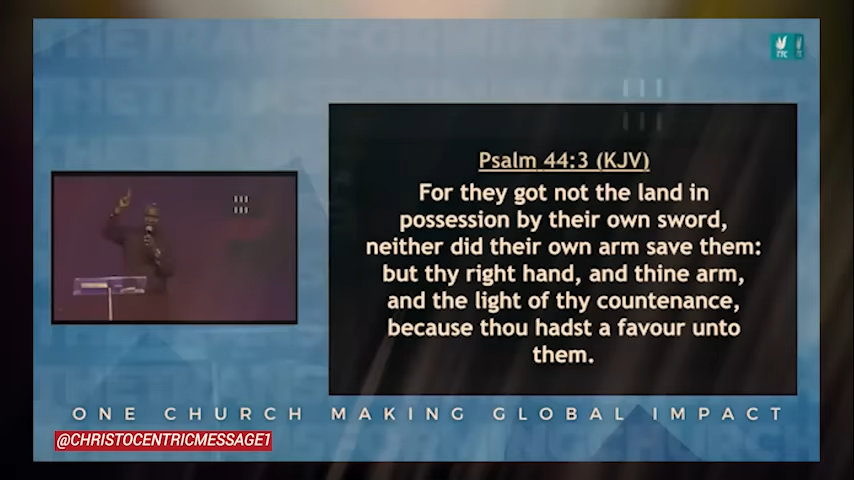 TTC
Psalm 44:3 (KJV)
For they got not the land in
possession by their own sword,
neither did their own arm save them:
but thy right hand, and thine arm,
and the light of thy countenance,
because thou hadst a favour unto
them.
ONE CHURCH MAKING GLOBAL IMPACT
@CHRISTOCENTRICMESSAGE1